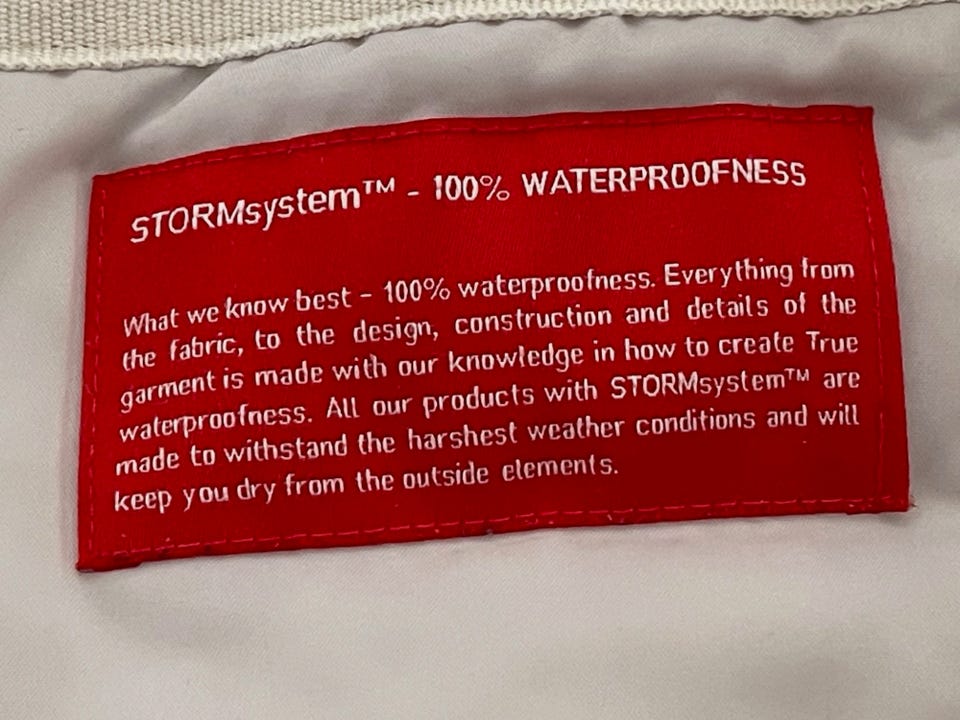 STORMsystem™ - 100% WATERPROOFNESS
What we know best - 100% waterproofness. Everything from
the fabric, to the design, construction and details of the
garment is made with our knowledge in how to create True
waterproofness. All our products with STORMsystem™ are
made to withstand the harshest weather conditions and will
keep you dry from the outside elements.